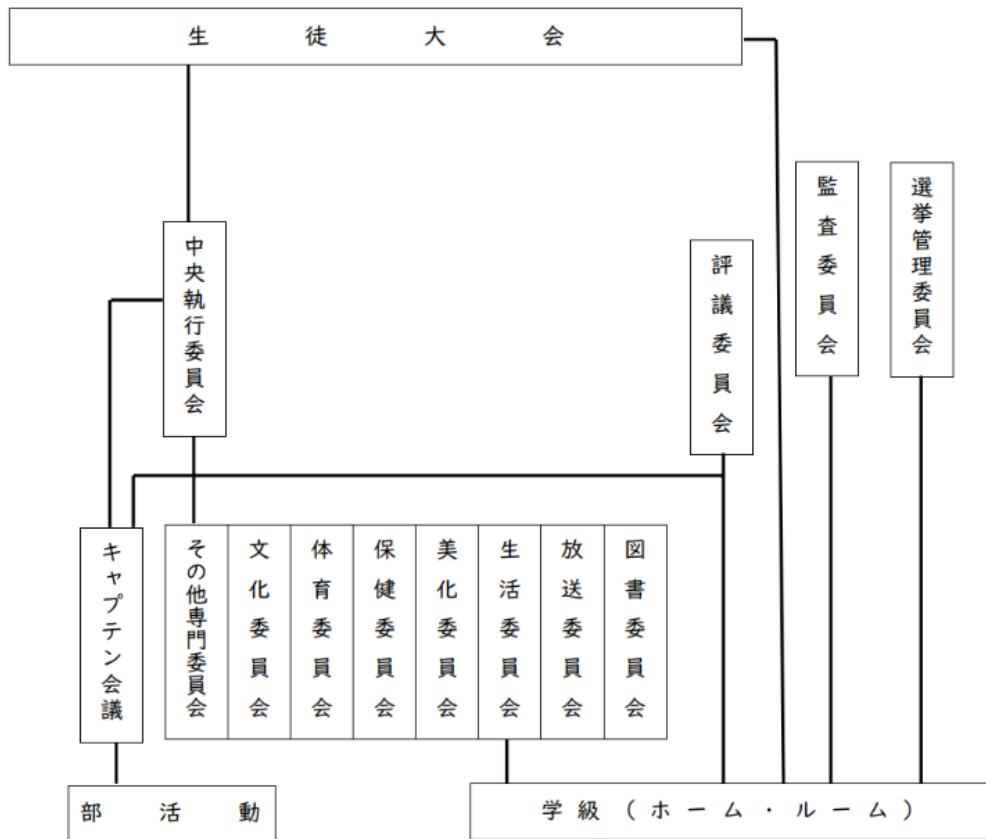 生徒大会
中央執行委員会
評議委員会
監査委員会
選挙管理委員会
キャプテン会議
その他専門委員会
文化委員会
体育委員会
保健委員会
美化委員会
生活委員会
放送委員会
図書委員会
部活動
学級(ホーム・ルーム)